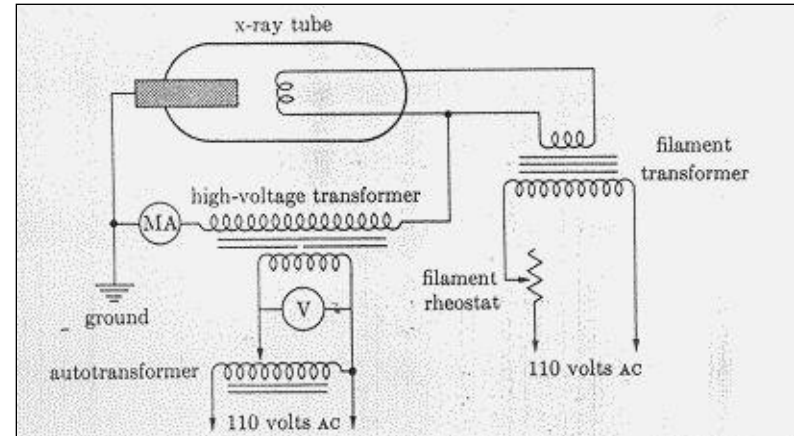 x-ray tube
filament
transformer
high-voltage transformer
MA
filament
rheostat
V
ground
autotransformer
110 volts AC
110 volts AC